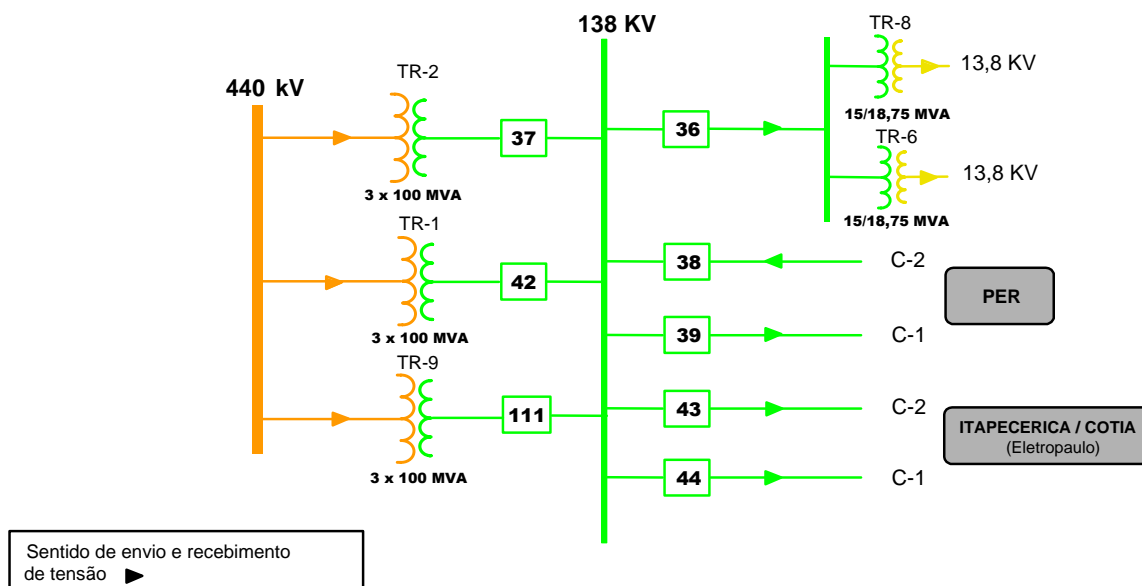 138 KV
TR-8
13,8 KV
15/18,75 MVA
TR-6
13,8 KV
15/18,75 MVA
440 kV
TR-2
37
36
3 x 100 MVA
TR-1
42
3 x 100 MVA
TR-9
111
3 x 100 MVA
38
C-2
PER
39
C-1
43
C-2
ITAPECERICA / COTIA
(Eletropaulo)
44
C-1
Sentido de envio e recebimento
de tensão